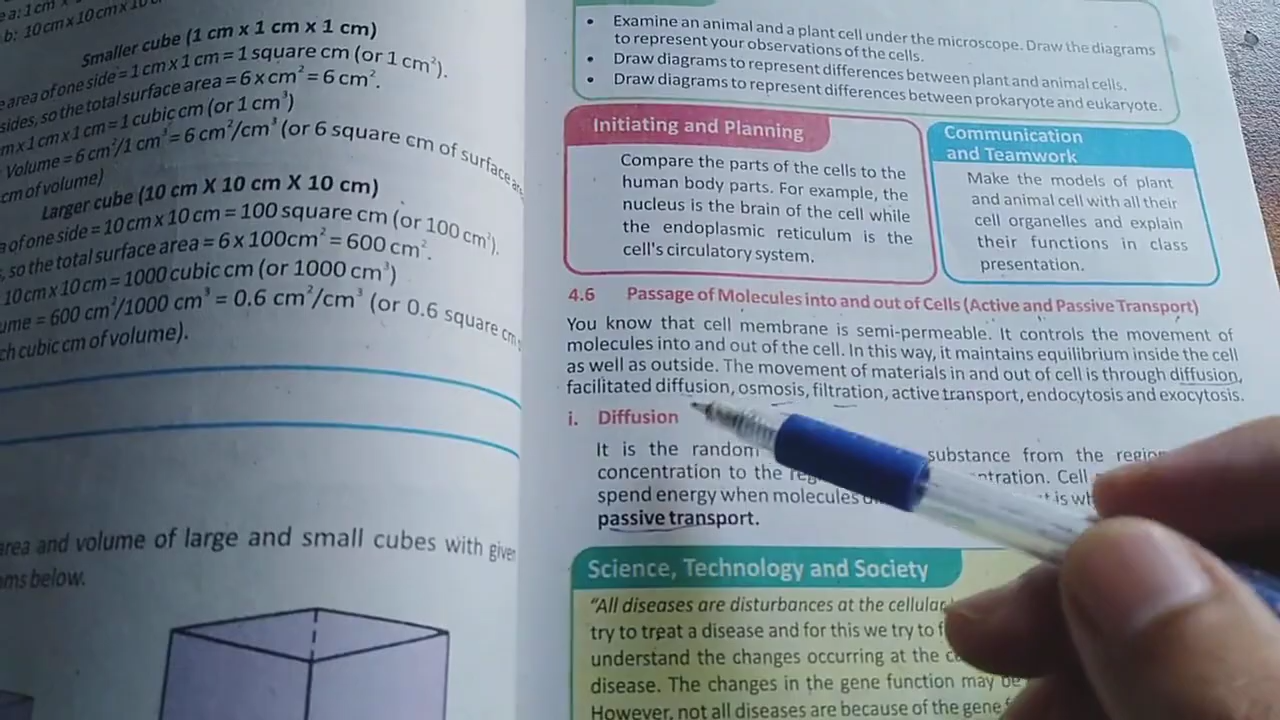 a: 1 cm
b: 10 cm x 10 cm x 10
Smaller cube (1 cm x 1 cm x 1 cm)
area of one side = 1 cm x 1 cm = 1 square cm (or 1 cm²).
sides, so the total surface area = 6 x cm² = 6 cm².
m x 1 cm x 1 cm = 1 cubic cm (or 1 cm³)
Volume = 6 cm²/1 cm³ = 6 cm²/cm³ (or 6 square cm of surface are
cm of volume)
Larger cube (10 cm X 10 cm X 10 cm)
a of one side = 10 cm x 10 cm = 100 square cm (or 100 cm²).
, so the total surface area = 6 x 100cm² = 600 cm².
10 cm x 10 cm = 1000 cubic cm (or 1000 cm³)
ume = 600 cm²/1000 cm³ = 0.6 cm²/cm³ (or 0.6 square cm
ch cubic cm of volume).
area and volume of large and small cubes with given
ms below.
• Examine an animal and a plant cell under the microscope. Draw the diagrams
to represent your observations of the cells.
• Draw diagrams to represent differences between plant and animal cells.
• Draw diagrams to represent differences between prokaryote and eukaryote.
Initiating and Planning
Compare the parts of the cells to the
human body parts. For example, the
nucleus is the brain of the cell while
the endoplasmic reticulum is the
cell's circulatory system.
Communication
and Teamwork
Make the models of plant
and animal cell with all their
cell organelles and explain
their functions in class
presentation.
4.6 Passage of Molecules into and out of Cells (Active and Passive Transport)
You know that cell membrane is semi-permeable. It controls the movement of
molecules into and out of the cell. In this way, it maintains equilibrium inside the cell
as well as outside. The movement of materials in and out of cell is through diffusion,
facilitated diffusion, osmosis, filtration, active transport, endocytosis and exocytosis.
i. Diffusion
It is the random substance from the region
concentration to the ntration. Cell
spend energy when molecules t is wh
passive transport.
Science, Technology and Society
“All diseases are disturbances at the cellular
try to treat a disease and for this we try to f
understand the changes occurring at the c
disease. The changes in the gene function may be
However, not all diseases are because of the gene